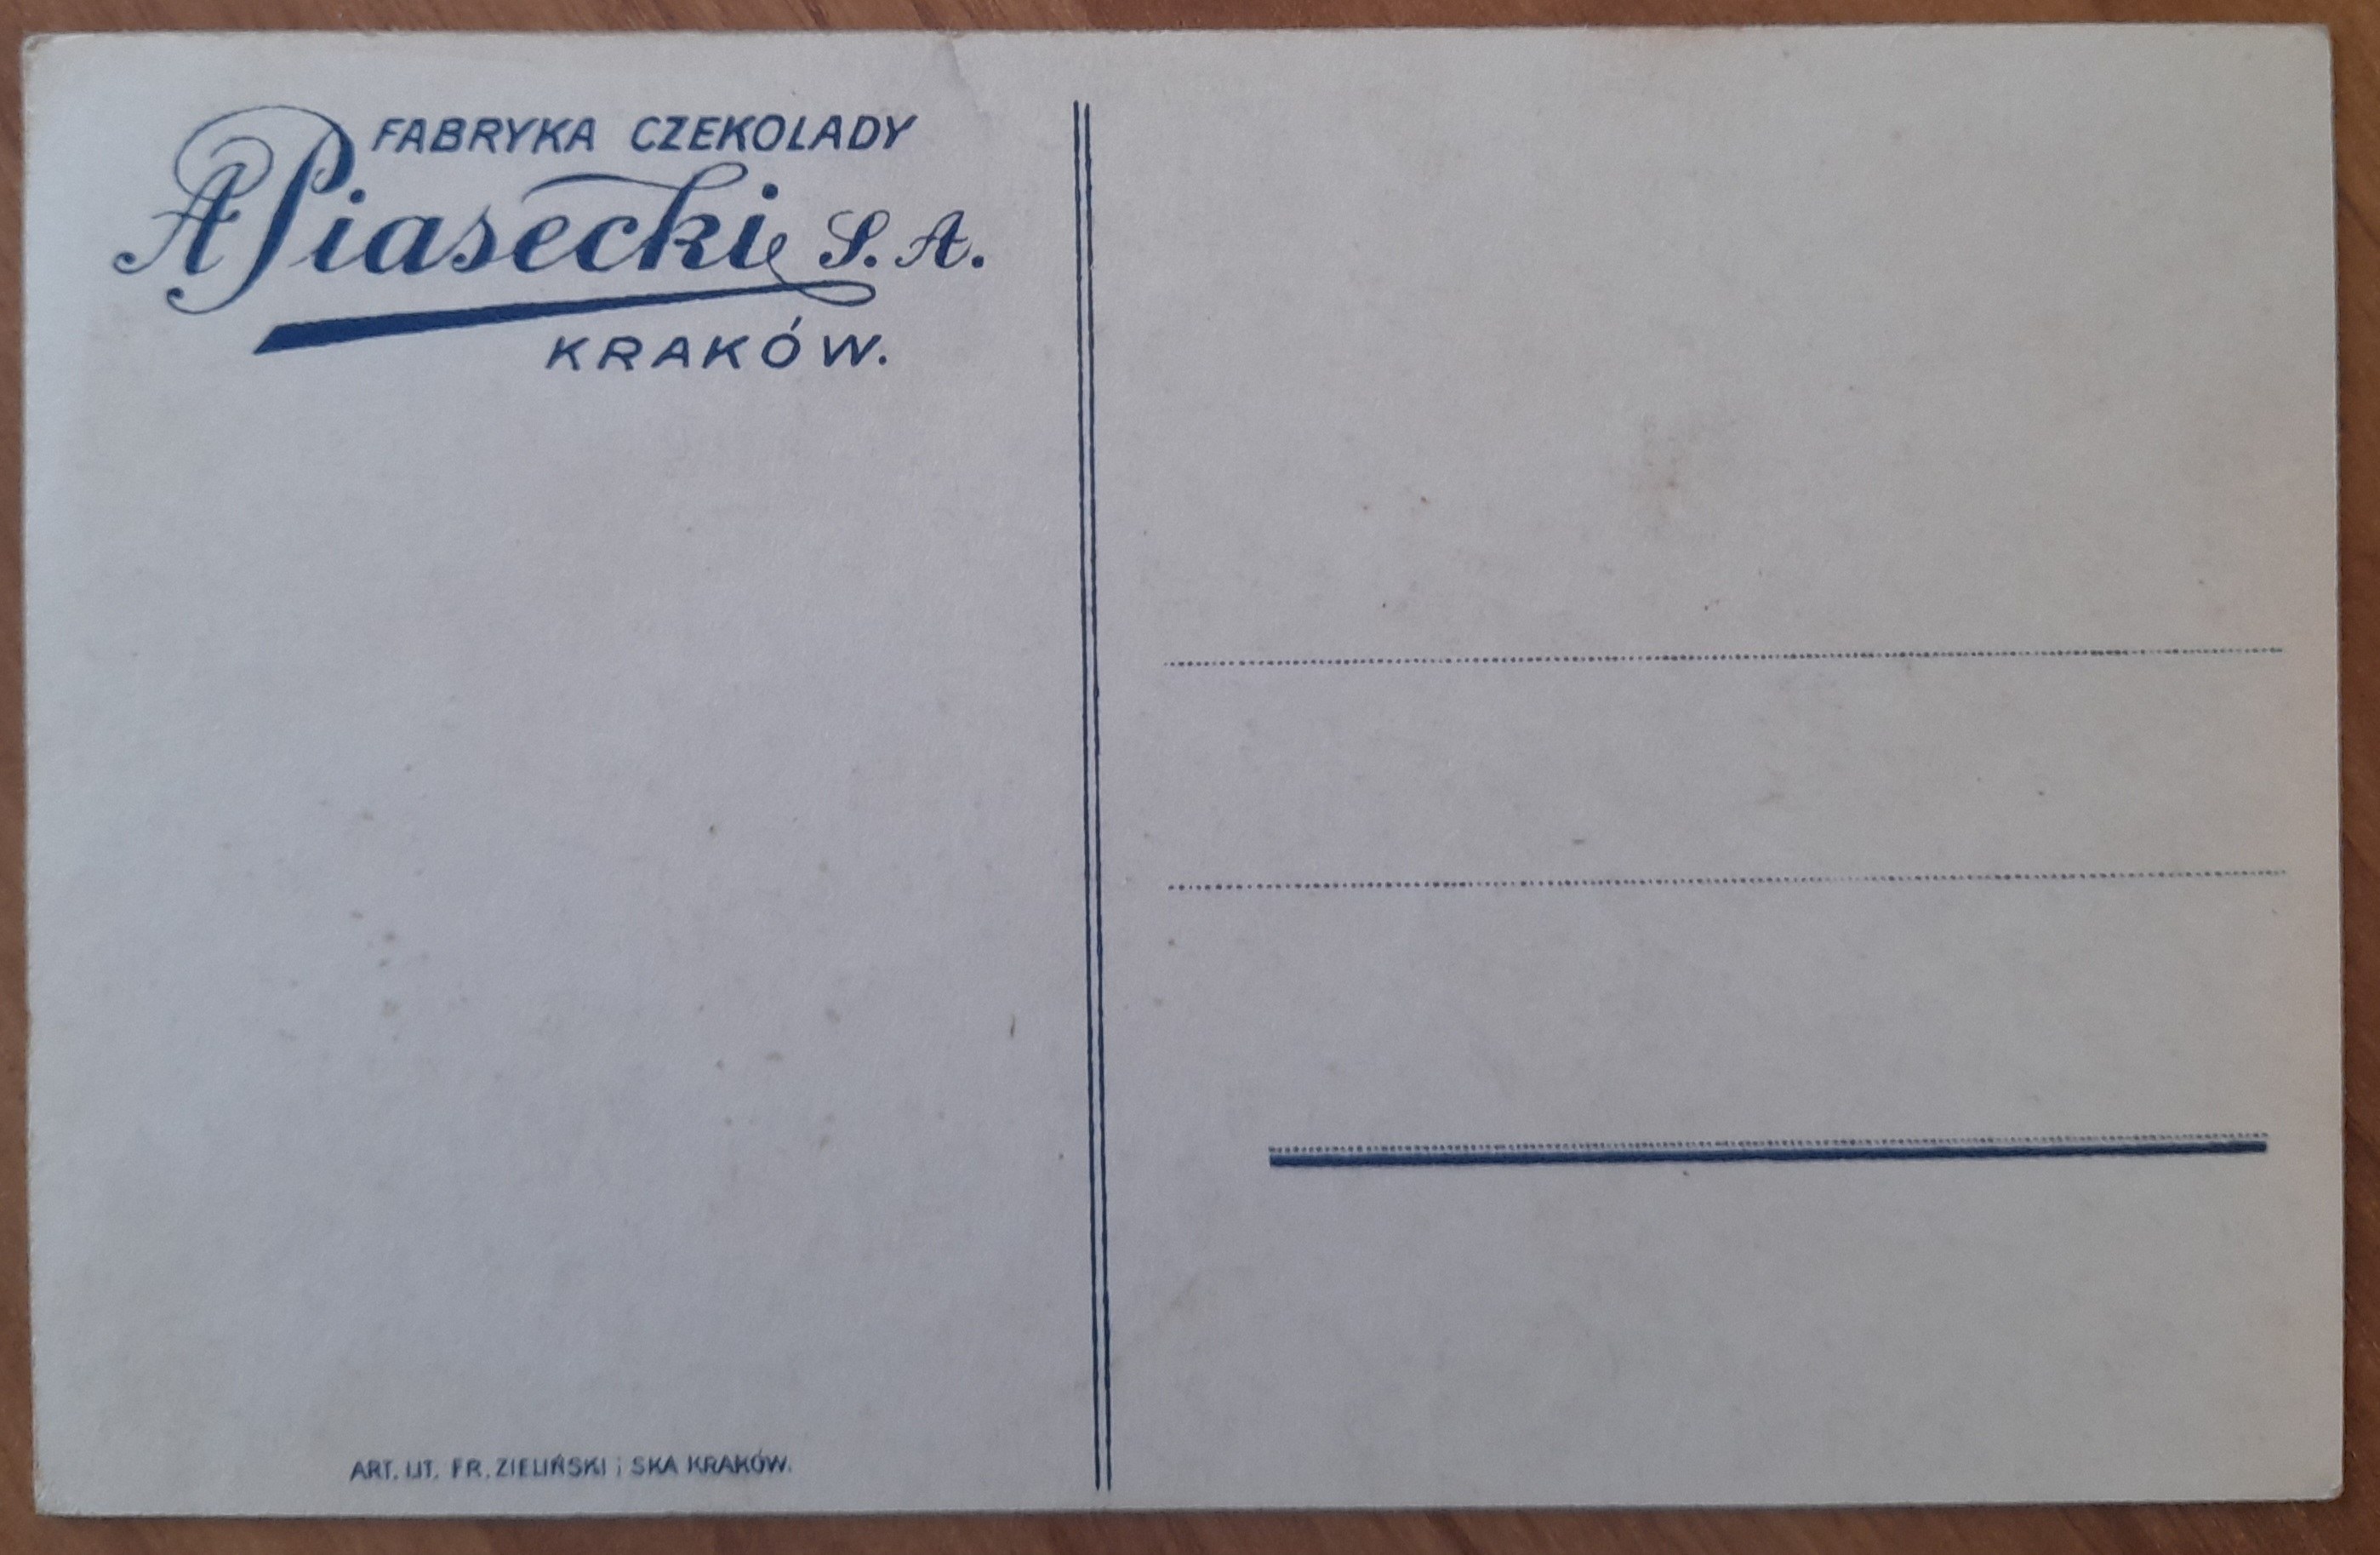 FABRYKA CZEKOLADY
A Piasecki S. A.
KRAKÓW.
ART. LIT. FR. ZIELIŃSKI i SKA KRAKÓW.